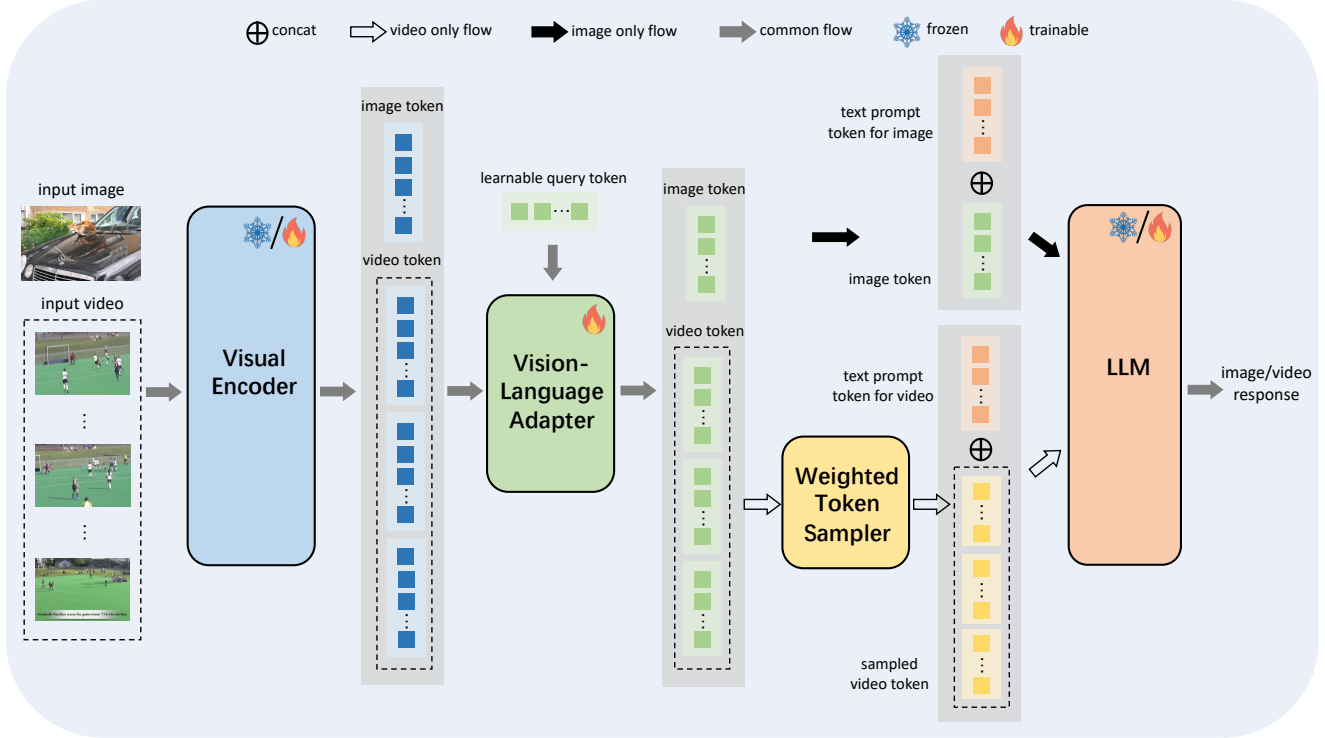 concat
video only flow
image only flow
common flow
frozen
trainable
input image
input video
Visual
Encoder
image token
video token
learnable query token
Vision-
Language
Adapter
image token
video token
Weighted
Token
Sampler
text prompt
token for image
image token
text prompt
token for video
sampled
video token
LLM
image/video
response